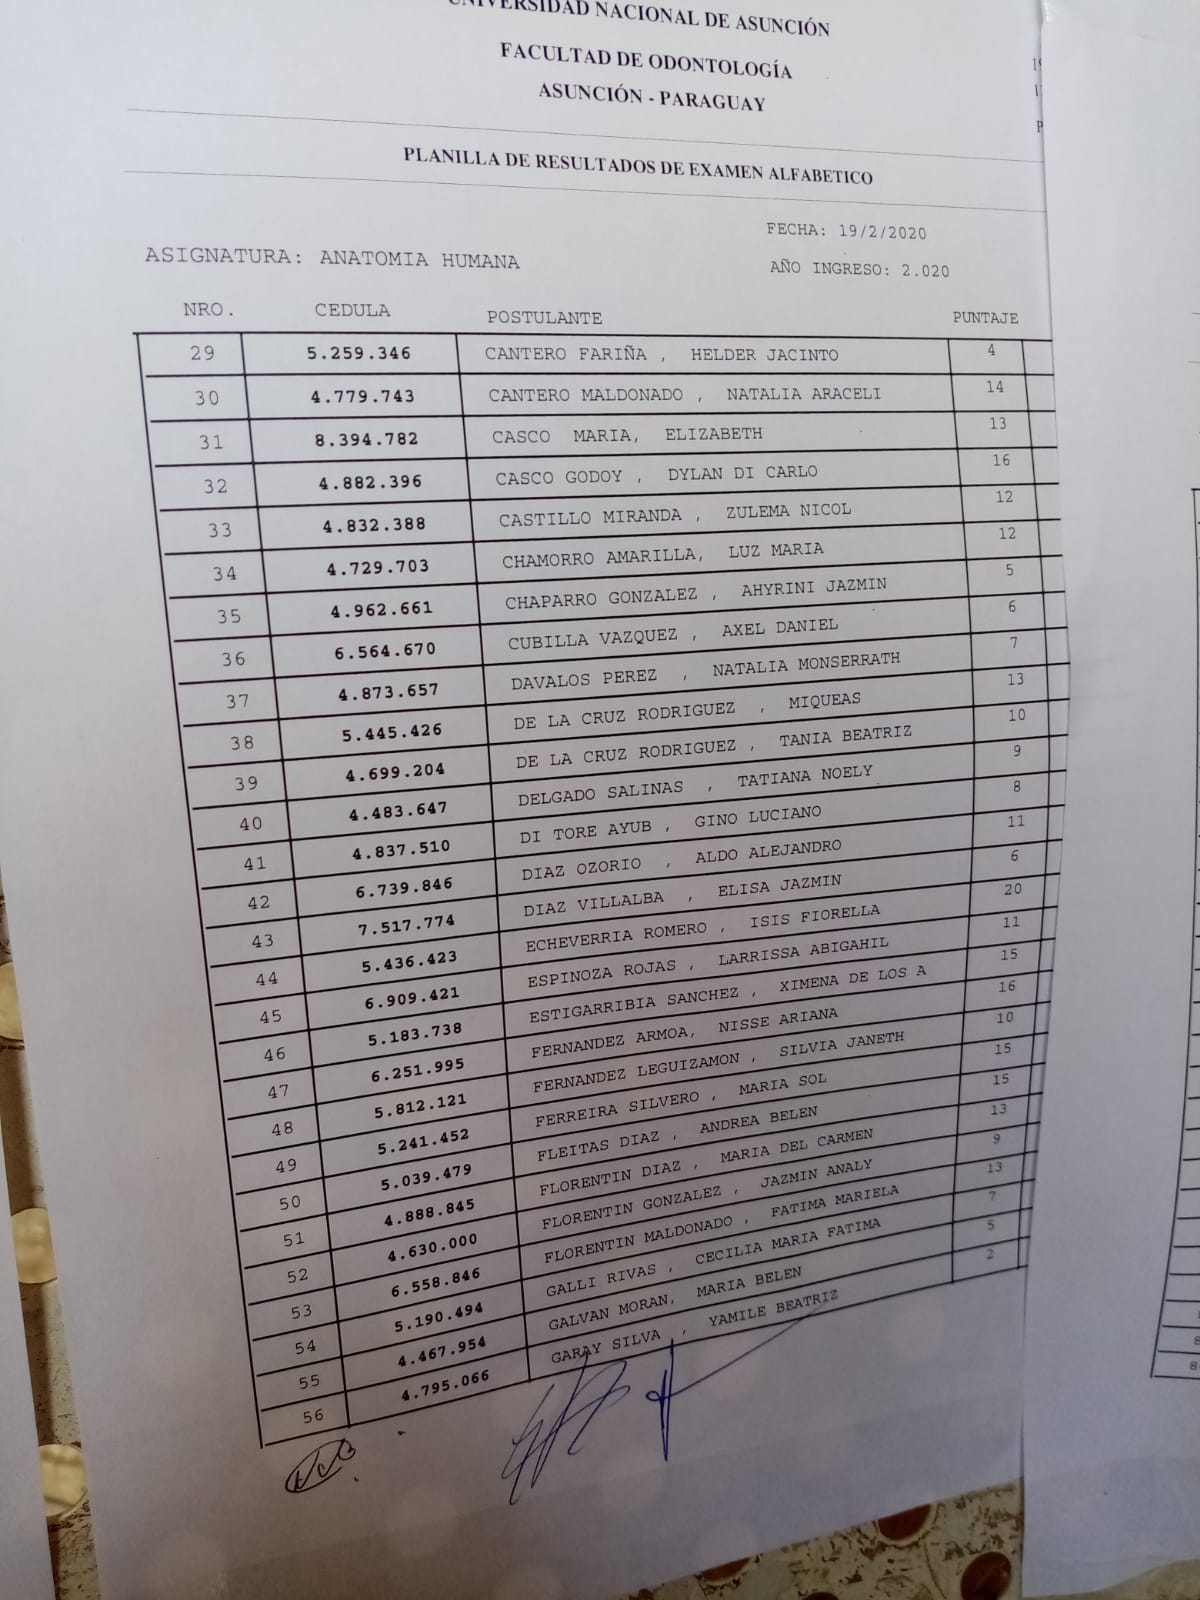 UNIVERSIDAD NACIONAL DE ASUNCIÓN
FACULTAD DE ODONTOLOGÍA
ASUNCIÓN - PARAGUAY
PLANILLA DE RESULTADOS DE EXAMEN ALFABETICO
FECHA: 19/2/2020
ASIGNATURA: ANATOMIA HUMANA
AÑO INGRESO: 2.020
NRO. CEDULA POSTULANTE PUNTAJE
29 5.259.346 CANTERO FARIÑA , HELDER JACINTO 4
30 4.779.743 CANTERO MALDONADO , NATALIA ARACELI 14
31 8.394.782 CASCO MARIA, ELIZABETH 13
32 4.882.396 CASCO GODOY , DYLAN DI CARLO 16
33 4.832.388 CASTILLO MIRANDA , ZULEMA NICOL 12
34 4.729.703 CHAMORRO AMARILLA, LUZ MARIA 12
35 4.962.661 CHAPARRO GONZALEZ , AHYRINI JAZMIN 5
36 6.564.670 CUBILLA VAZQUEZ , AXEL DANIEL 6
37 4.873.657 DAVALOS PEREZ , NATALIA MONSERRATH 7
38 5.445.426 DE LA CRUZ RODRIGUEZ , MIQUEAS 13
39 4.699.204 DE LA CRUZ RODRIGUEZ , TANIA BEATRIZ 10
40 4.483.647 DELGADO SALINAS , TATIANA NOELY 9
41 4.837.510 DI TORE AYUB , GINO LUCIANO 8
42 6.739.846 DIAZ OZORIO , ALDO ALEJANDRO 11
43 7.517.774 DIAZ VILLALBA , ELISA JAZMIN 6
44 5.436.423 ECHEVERRIA ROMERO , ISIS FIORELLA 20
45 6.909.421 ESPINOZA ROJAS , LARRISSA ABIGAHIL 11
46 5.183.738 ESTIGARRIBIA SANCHEZ , XIMENA DE LOS A 15
47 6.251.995 FERNANDEZ ARMOA, NISSE ARIANA 16
48 5.812.121 FERNANDEZ LEGUIZAMON , SILVIA JANETH 10
49 5.241.452 FERREIRA SILVERO , MARIA SOL 15
50 5.039.479 FLEITAS DIAZ , ANDREA BELEN 15
51 4.888.845 FLORENTIN DIAZ , MARIA DEL CARMEN 13
52 4.630.000 FLORENTIN GONZALEZ , JAZMIN ANALY 9
53 6.558.846 FLORENTIN MALDONADO , FATIMA MARIELA 13
54 5.190.494 GALLI RIVAS , CECILIA MARIA FATIMA 7
55 4.467.954 GALVAN MORAN, MARIA BELEN 5
56 4.795.066 GARAY SILVA , YAMILE BEATRIZ 2